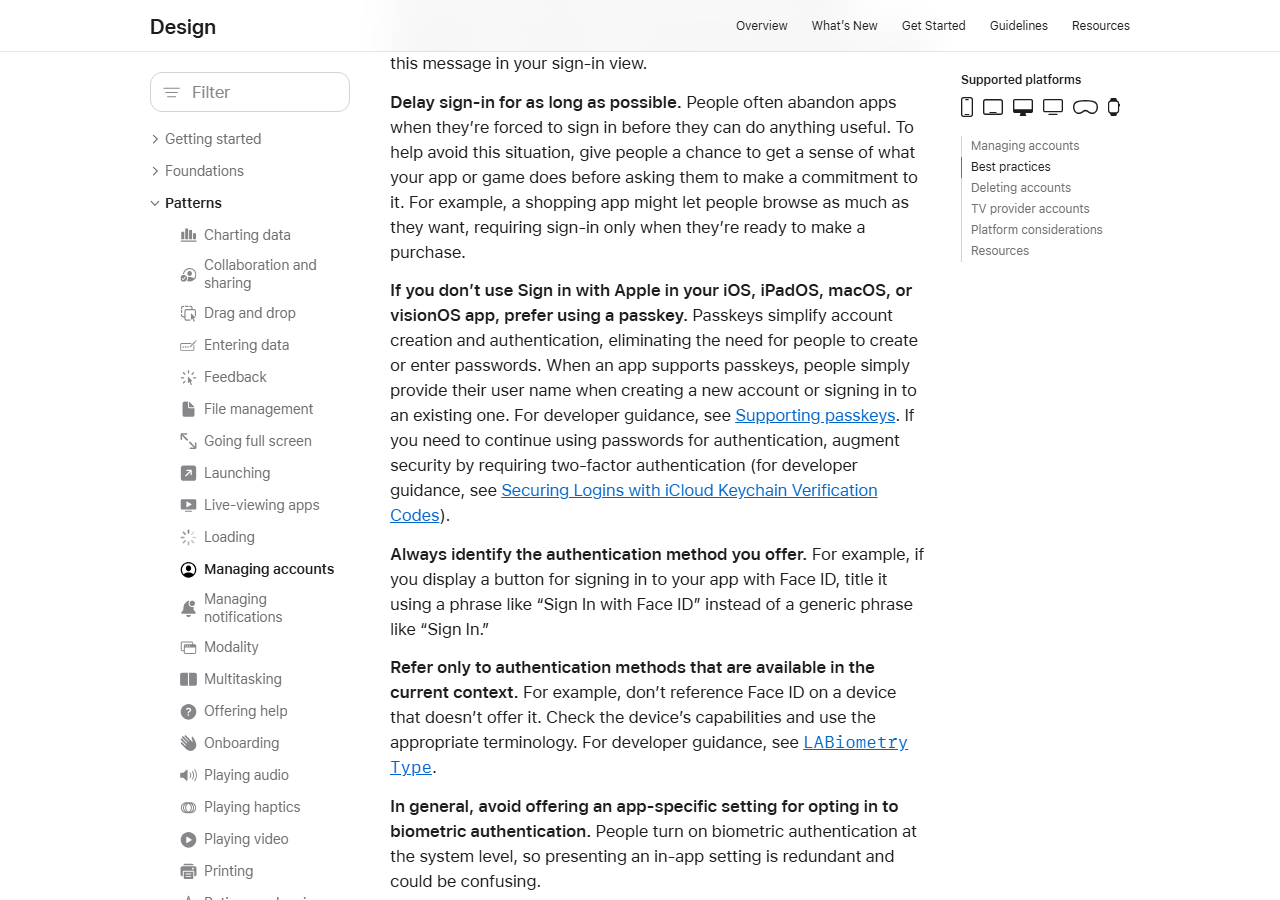 Design
Overview
What's New
Get Started
Guidelines
Resources
Filter
Getting started
Foundations
Patterns
Charting data
Collaboration and
sharing
Drag and drop
Entering data
Feedback
File management
Going full screen
Launching
Live-viewing apps
Loading
Managing accounts
Managing
notifications
Modality
Multitasking
Offering help
Onboarding
Playing audio
Playing haptics
Playing video
Printing
this message in your sign-in view.
Delay sign-in for as long as possible. People often abandon apps
when they’re forced to sign in before they can do anything useful. To
help avoid this situation, give people a chance to get a sense of what
your app or game does before asking them to make a commitment to
it. For example, a shopping app might let people browse as much as
they want, requiring sign-in only when they’re ready to make a
purchase.
If you don’t use Sign in with Apple in your iOS, iPadOS, macOS, or
visionOS app, prefer using a passkey. Passkeys simplify account
creation and authentication, eliminating the need for people to create
or enter passwords. When an app supports passkeys, people simply
provide their user name when creating a new account or signing in to
an existing one. For developer guidance, see Supporting passkeys. If
you need to continue using passwords for authentication, augment
security by requiring two-factor authentication (for developer
guidance, see Securing Logins with iCloud Keychain Verification
Codes).
Always identify the authentication method you offer. For example, if
you display a button for signing in to your app with Face ID, title it
using a phrase like “Sign In with Face ID” instead of a generic phrase
like “Sign In.”
Refer only to authentication methods that are available in the
current context. For example, don’t reference Face ID on a device
that doesn’t offer it. Check the device’s capabilities and use the
appropriate terminology. For developer guidance, see LABiometry
Type.
In general, avoid offering an app-specific setting for opting in to
biometric authentication. People turn on biometric authentication at
the system level, so presenting an in-app setting is redundant and
could be confusing.
Supported platforms
Managing accounts
Best practices
Deleting accounts
TV provider accounts
Platform considerations
Resources